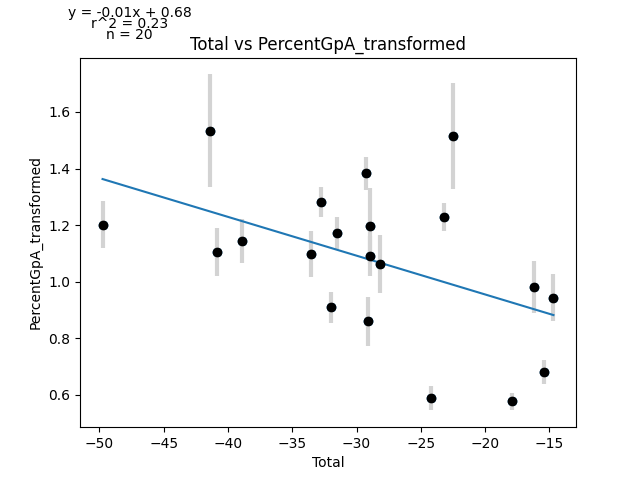 y = -0.01x + 0.68
r^2 = 0.23
n = 20
Total vs PercentGpA_transformed
PercentGpA_transformed
1.6
1.4
1.2
1.0
0.8
0.6
−50
−45
−40
−35
−30
−25
−20
−15
Total